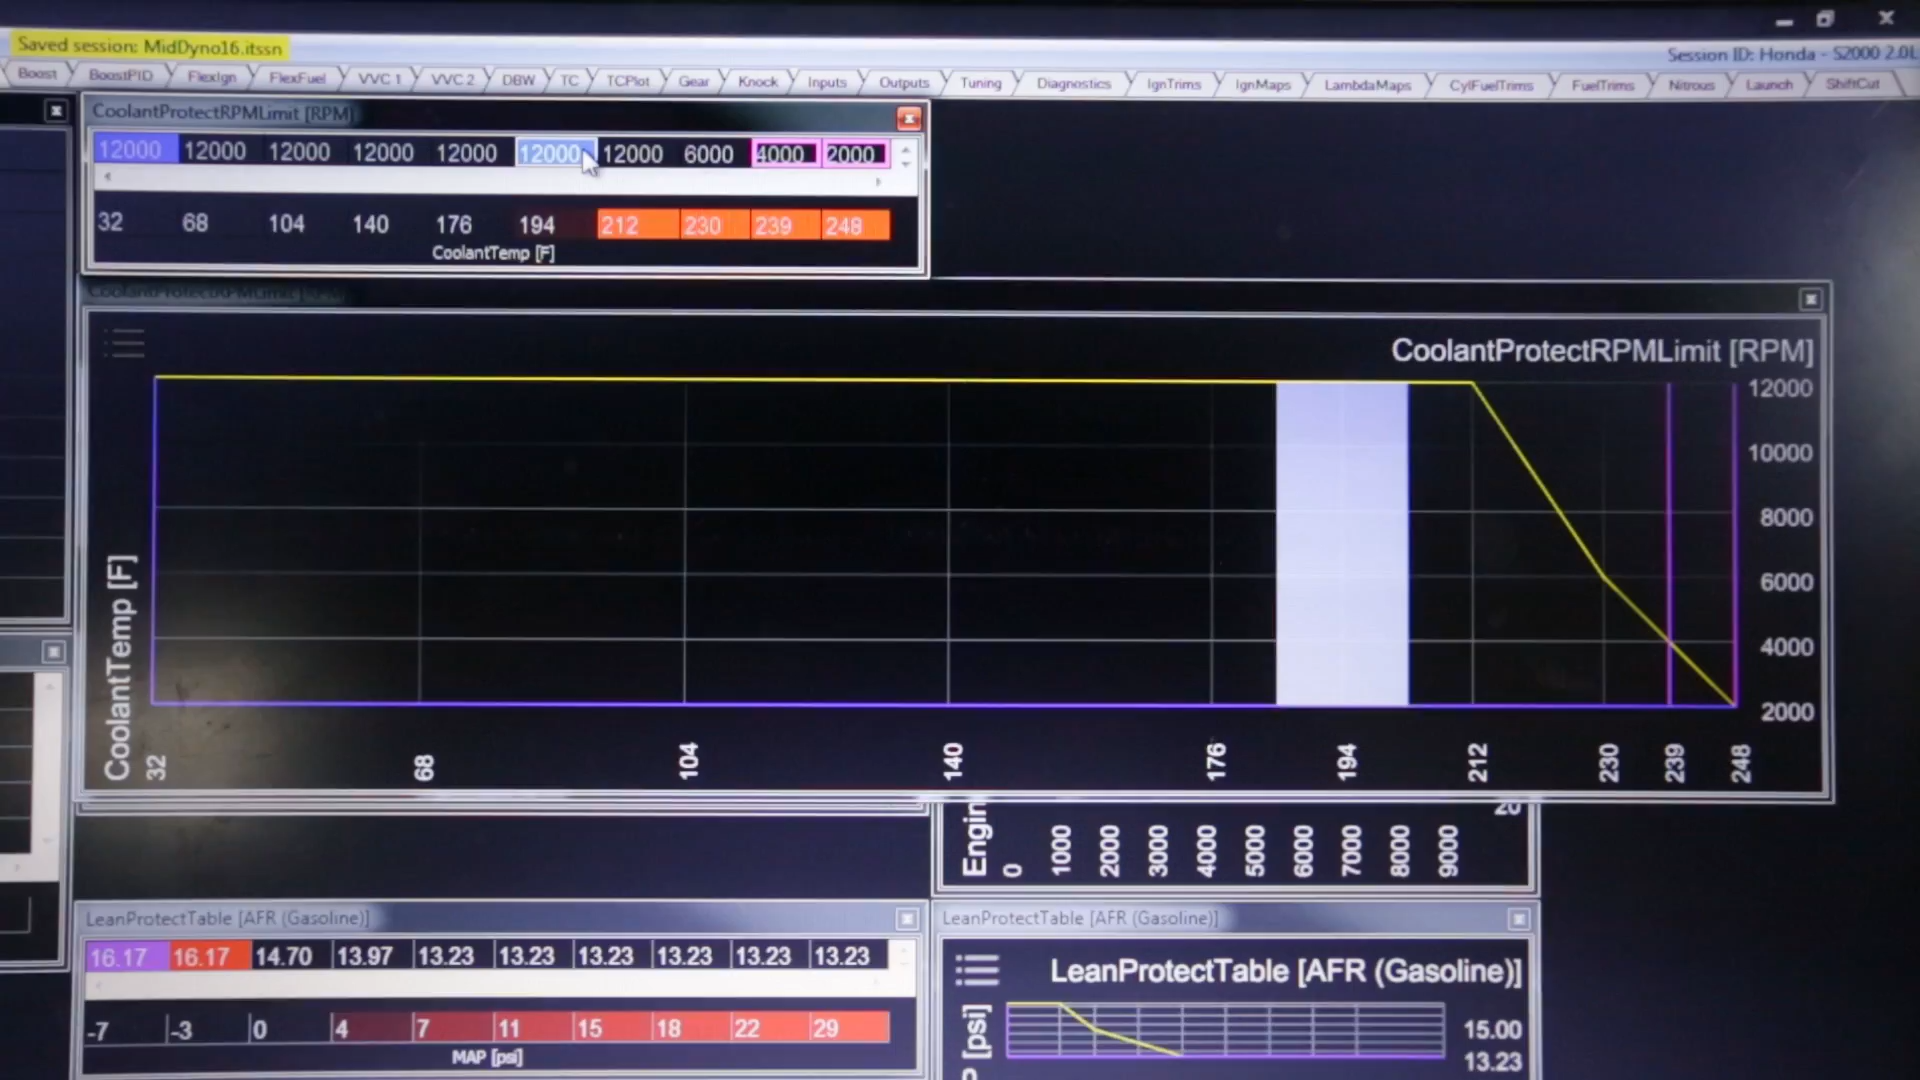 Saved session: MidDyno16.itssn
Session ID: Honda - S2000 2.0L
Boost BoostPID FlexIgn FlexFuel VVC 1 VVC 2 DBW TC TCPlot Gear Knock Inputs Outputs Tuning Diagnostics IgnTrims IgnMaps LambdaMaps CylFuelTrims FuelTrims Nitrous Launch ShiftCut
CoolantProtectRPMLimit [RPM]
12000 12000 12000 12000 12000 12000 12000 6000 4000 2000
32 68 104 140 176 194 212 230 239 248
CoolantTemp [F]
CoolantProtectRPMLimit [RPM]
CoolantProtectRPMLimit [RPM]
12000
10000
8000
6000
4000
2000
CoolantTemp [F]
32 68 104 140 176 194 212 230 239 248
Engin
20
0 1000 2000 3000 4000 5000 6000 7000 8000 9000
LeanProtectTable [AFR (Gasoline)]
16.17 16.17 14.70 13.97 13.23 13.23 13.23 13.23 13.23 13.23
-7 -3 0 4 7 11 15 18 22 29
MAP [psi]
LeanProtectTable [AFR (Gasoline)]
LeanProtectTable [AFR (Gasoline)]
P [psi]
15.00
13.23